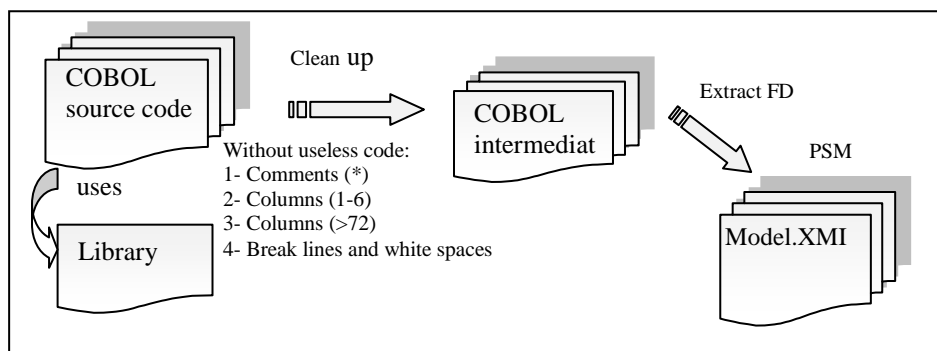 COBOL
source code
uses
Library
Clean up
Without useless code:
1- Comments (*)
2- Columns (1-6)
3- Columns (>72)
4- Break lines and white spaces
COBOL
intermediat
Extract FD
PSM
Model.XMI